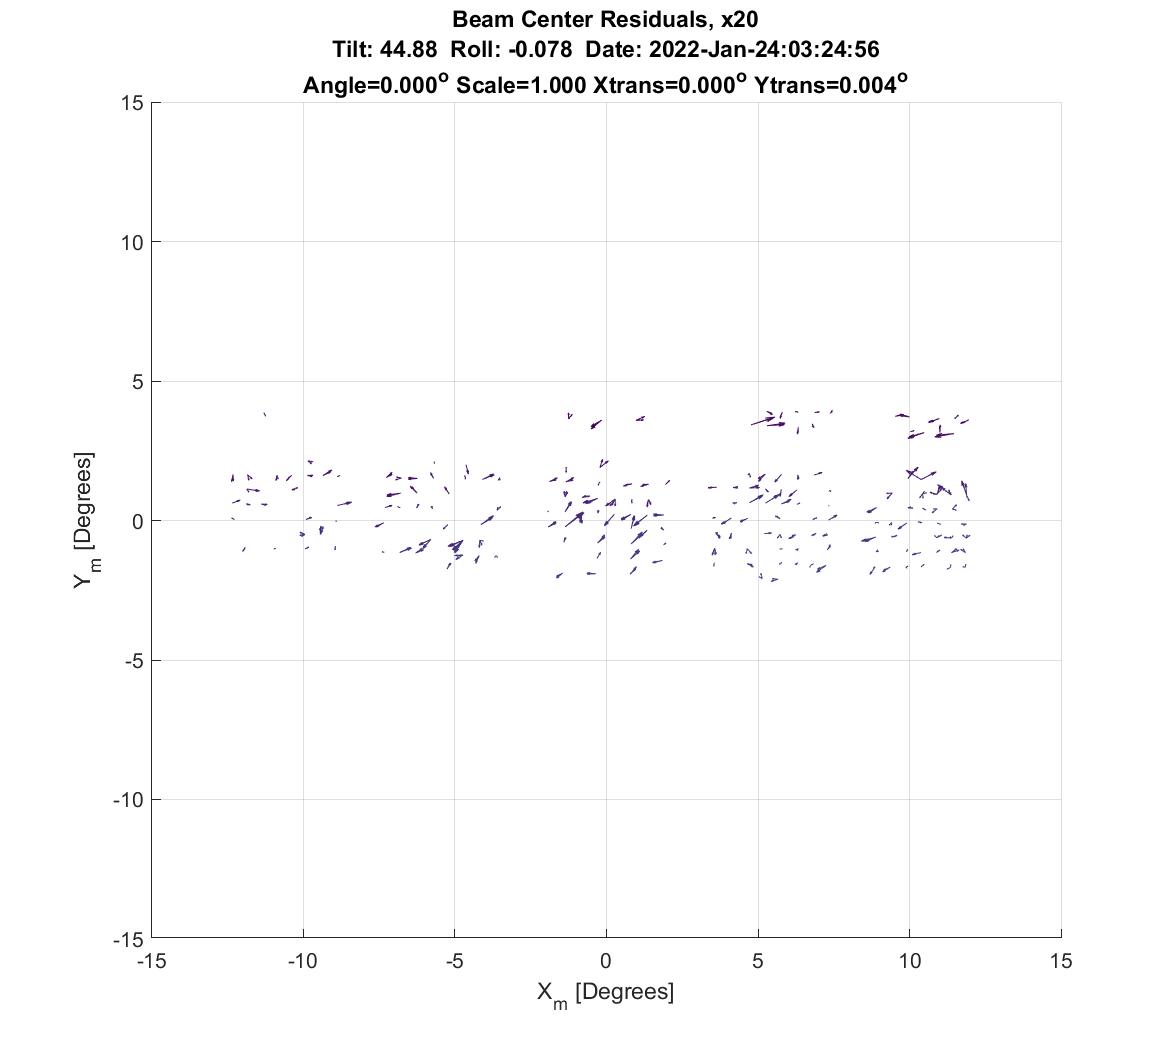 Beam Center Residuals, x20
Tilt: 44.88 Roll: -0.078 Date: 2022-Jan-24:03:24:56
Angle=0.000° Scale=1.000 Xtrans=0.000° Ytrans=0.004°
15
10
5
0
-5
-10
-15
Y_m [Degrees]
-15 -10 -5 0 5 10 15
X_m [Degrees]